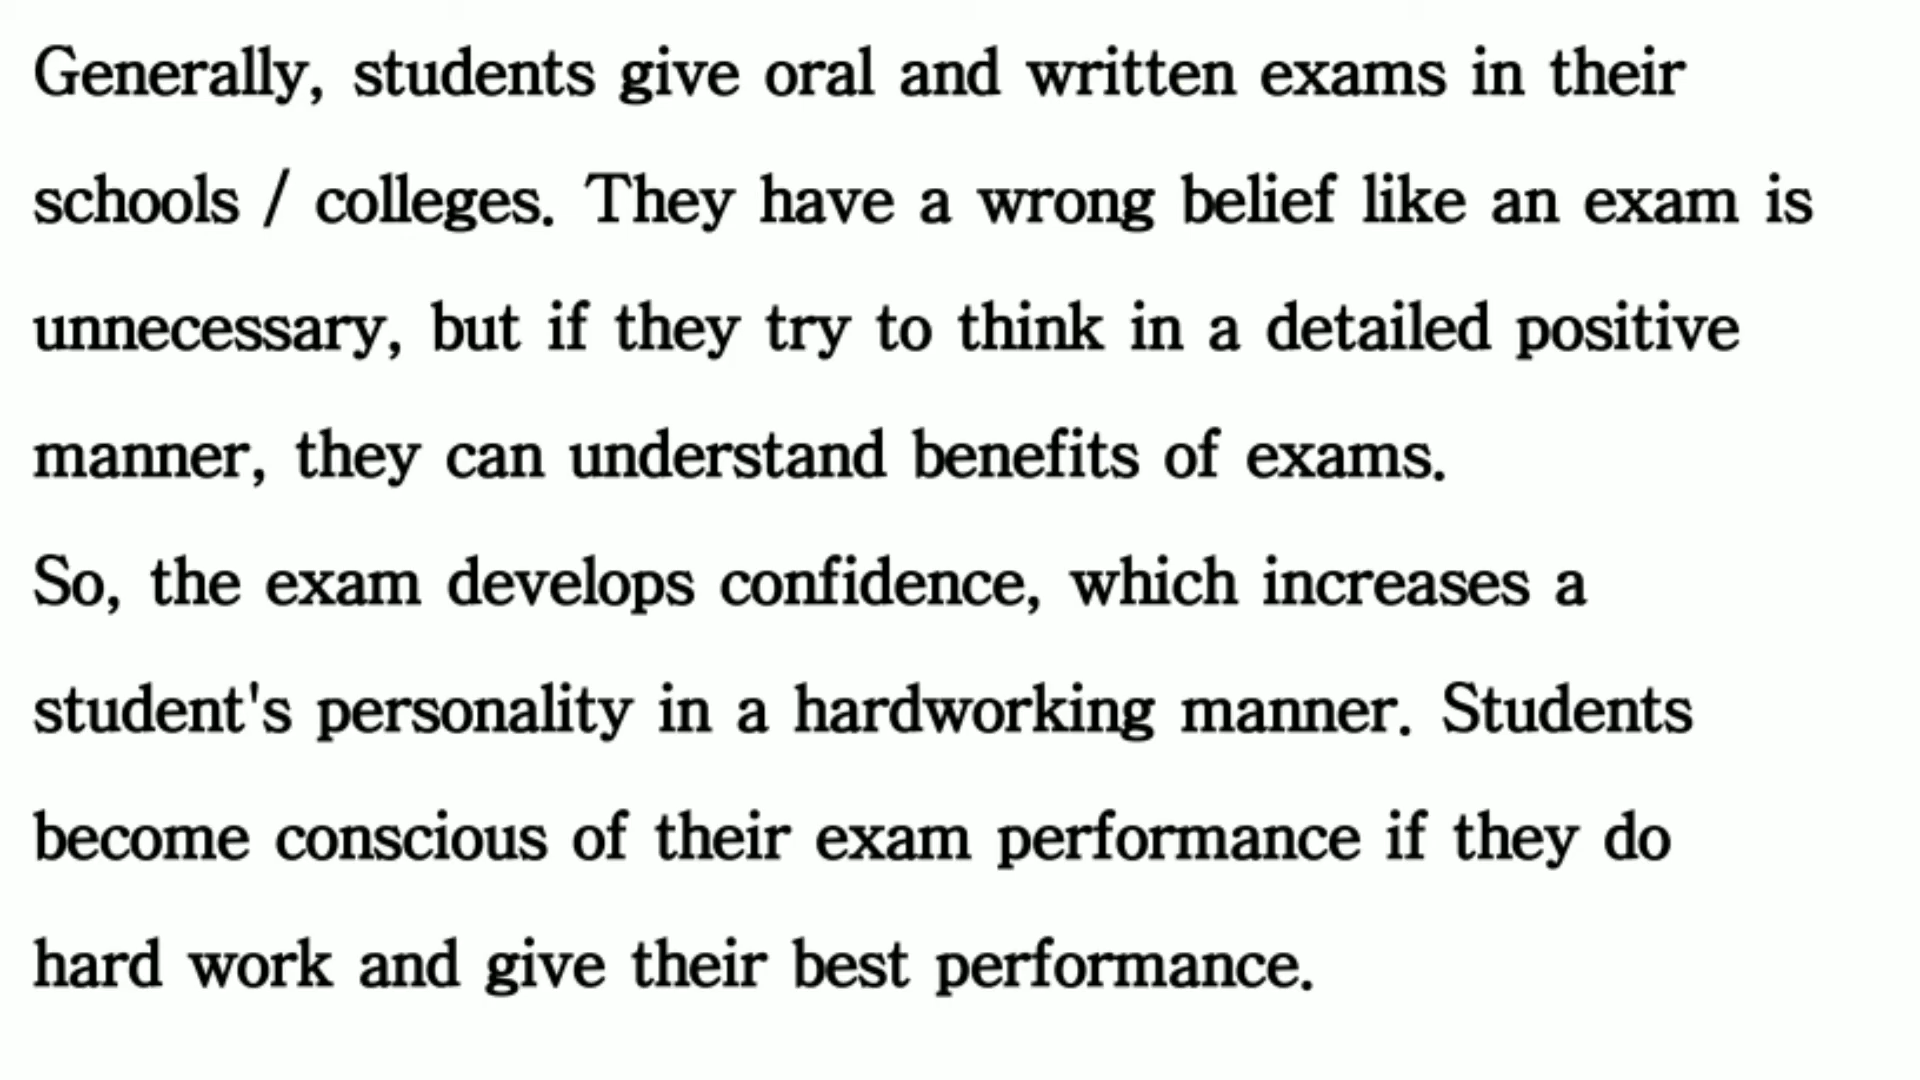 Generally, students give oral and written exams in their
schools / colleges. They have a wrong belief like an exam is
unnecessary, but if they try to think in a detailed positive
manner, they can understand benefits of exams.
So, the exam develops confidence, which increases a
student's personality in a hardworking manner. Students
become conscious of their exam performance if they do
hard work and give their best performance.